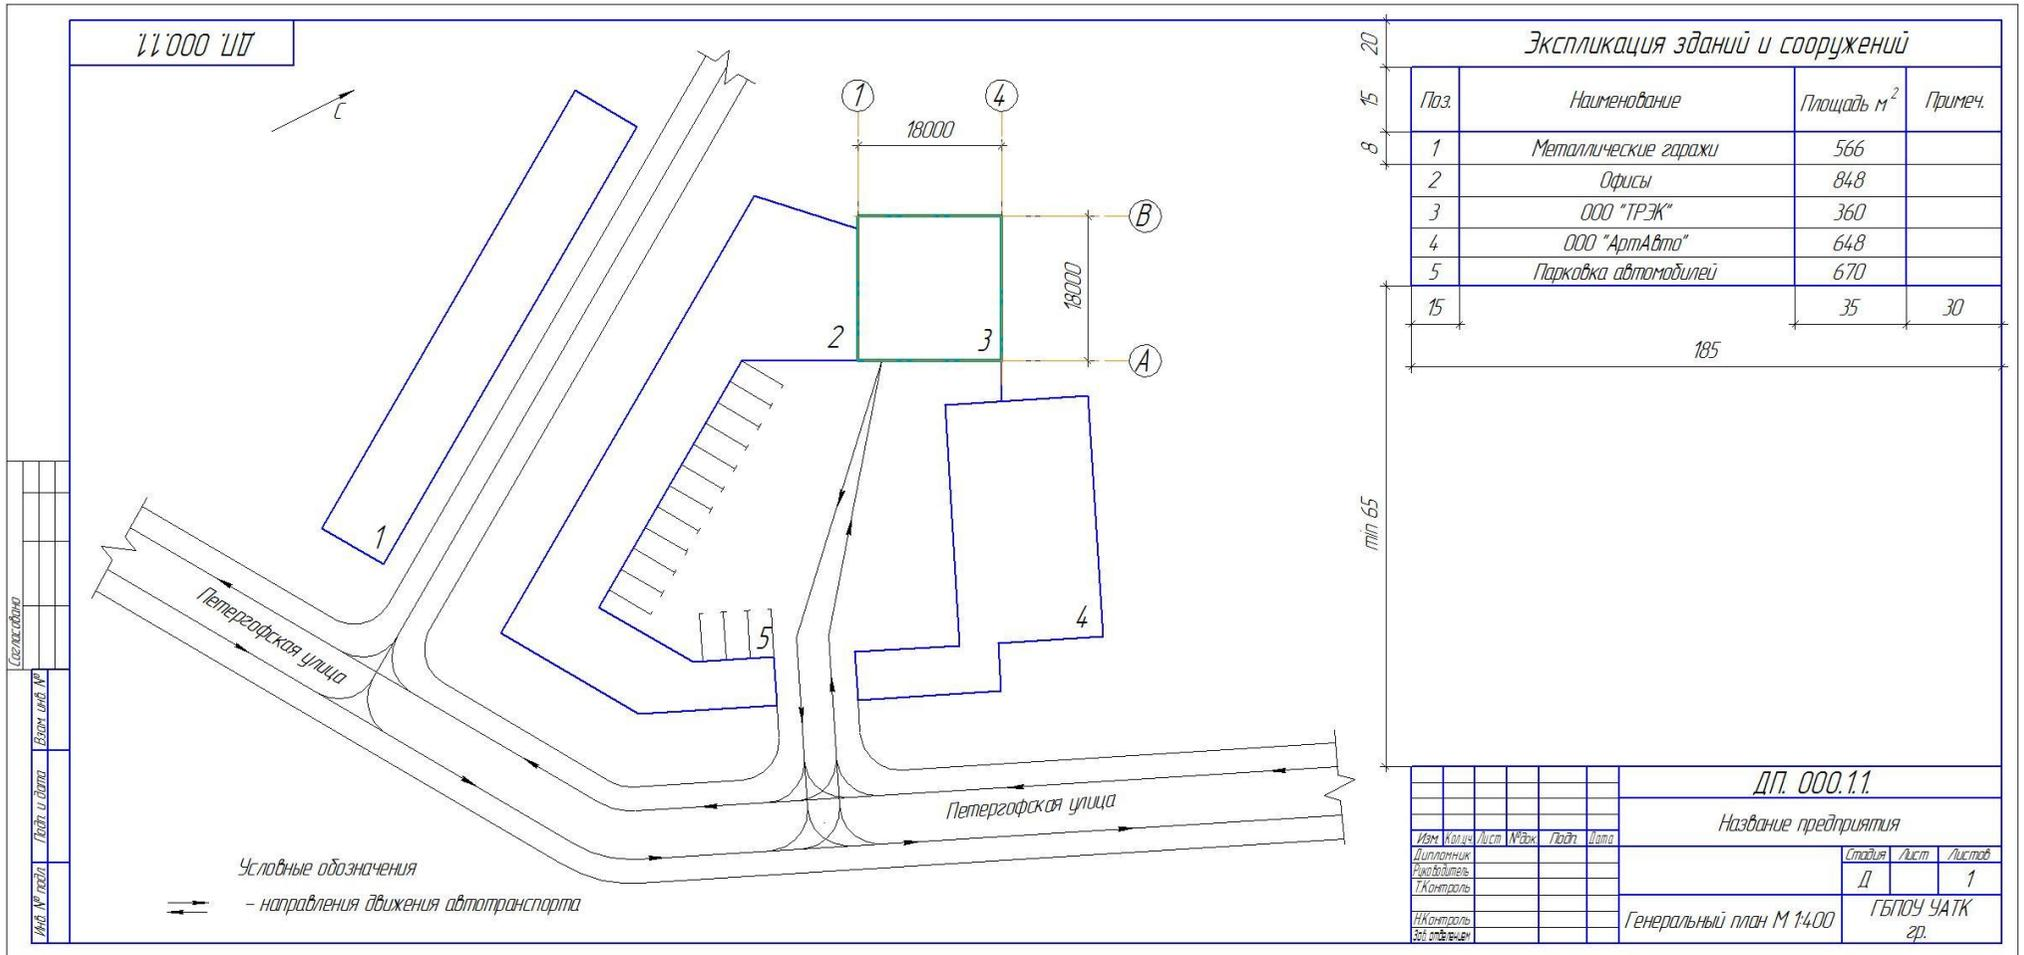 ДП. 000.1.1.
С
1
4
18000
В
18000
А
2
3
1
4
5
Петергофская улица
Петергофская улица
Условные обозначения
- направления движения автотранспорта
Согласовано
Взам. инв. №
Подп. и дата
Инв. № подл.
20
15
8
min 65
Экспликация зданий и сооружений
Поз. Наименование Площадь м² Примеч.
1 Металлические гаражи 566
2 Офисы 848
3 ООО "ТРЭК" 360
4 ООО "АртАвто" 648
5 Парковка автомобилей 670
15 35 30
185
ДП. 000.1.1.
Название предприятия
Изм. Кол.уч Лист №док. Подп. Дата
Дипломник
Руководитель
Т.Контроль
Н.Контроль
Зав. отделением
Стадия Лист Листов
Д 1
Генеральный план М 1:400
ГБПОУ УАТК
гр.